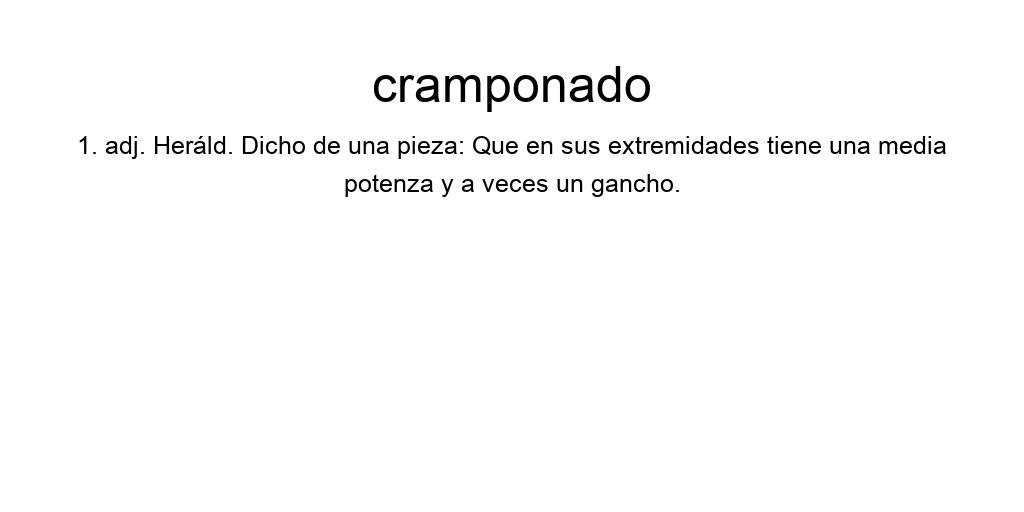 cramponado
1. adj. Heráld. Dicho de una pieza: Que en sus extremidades tiene una media
potenza y a veces un gancho.